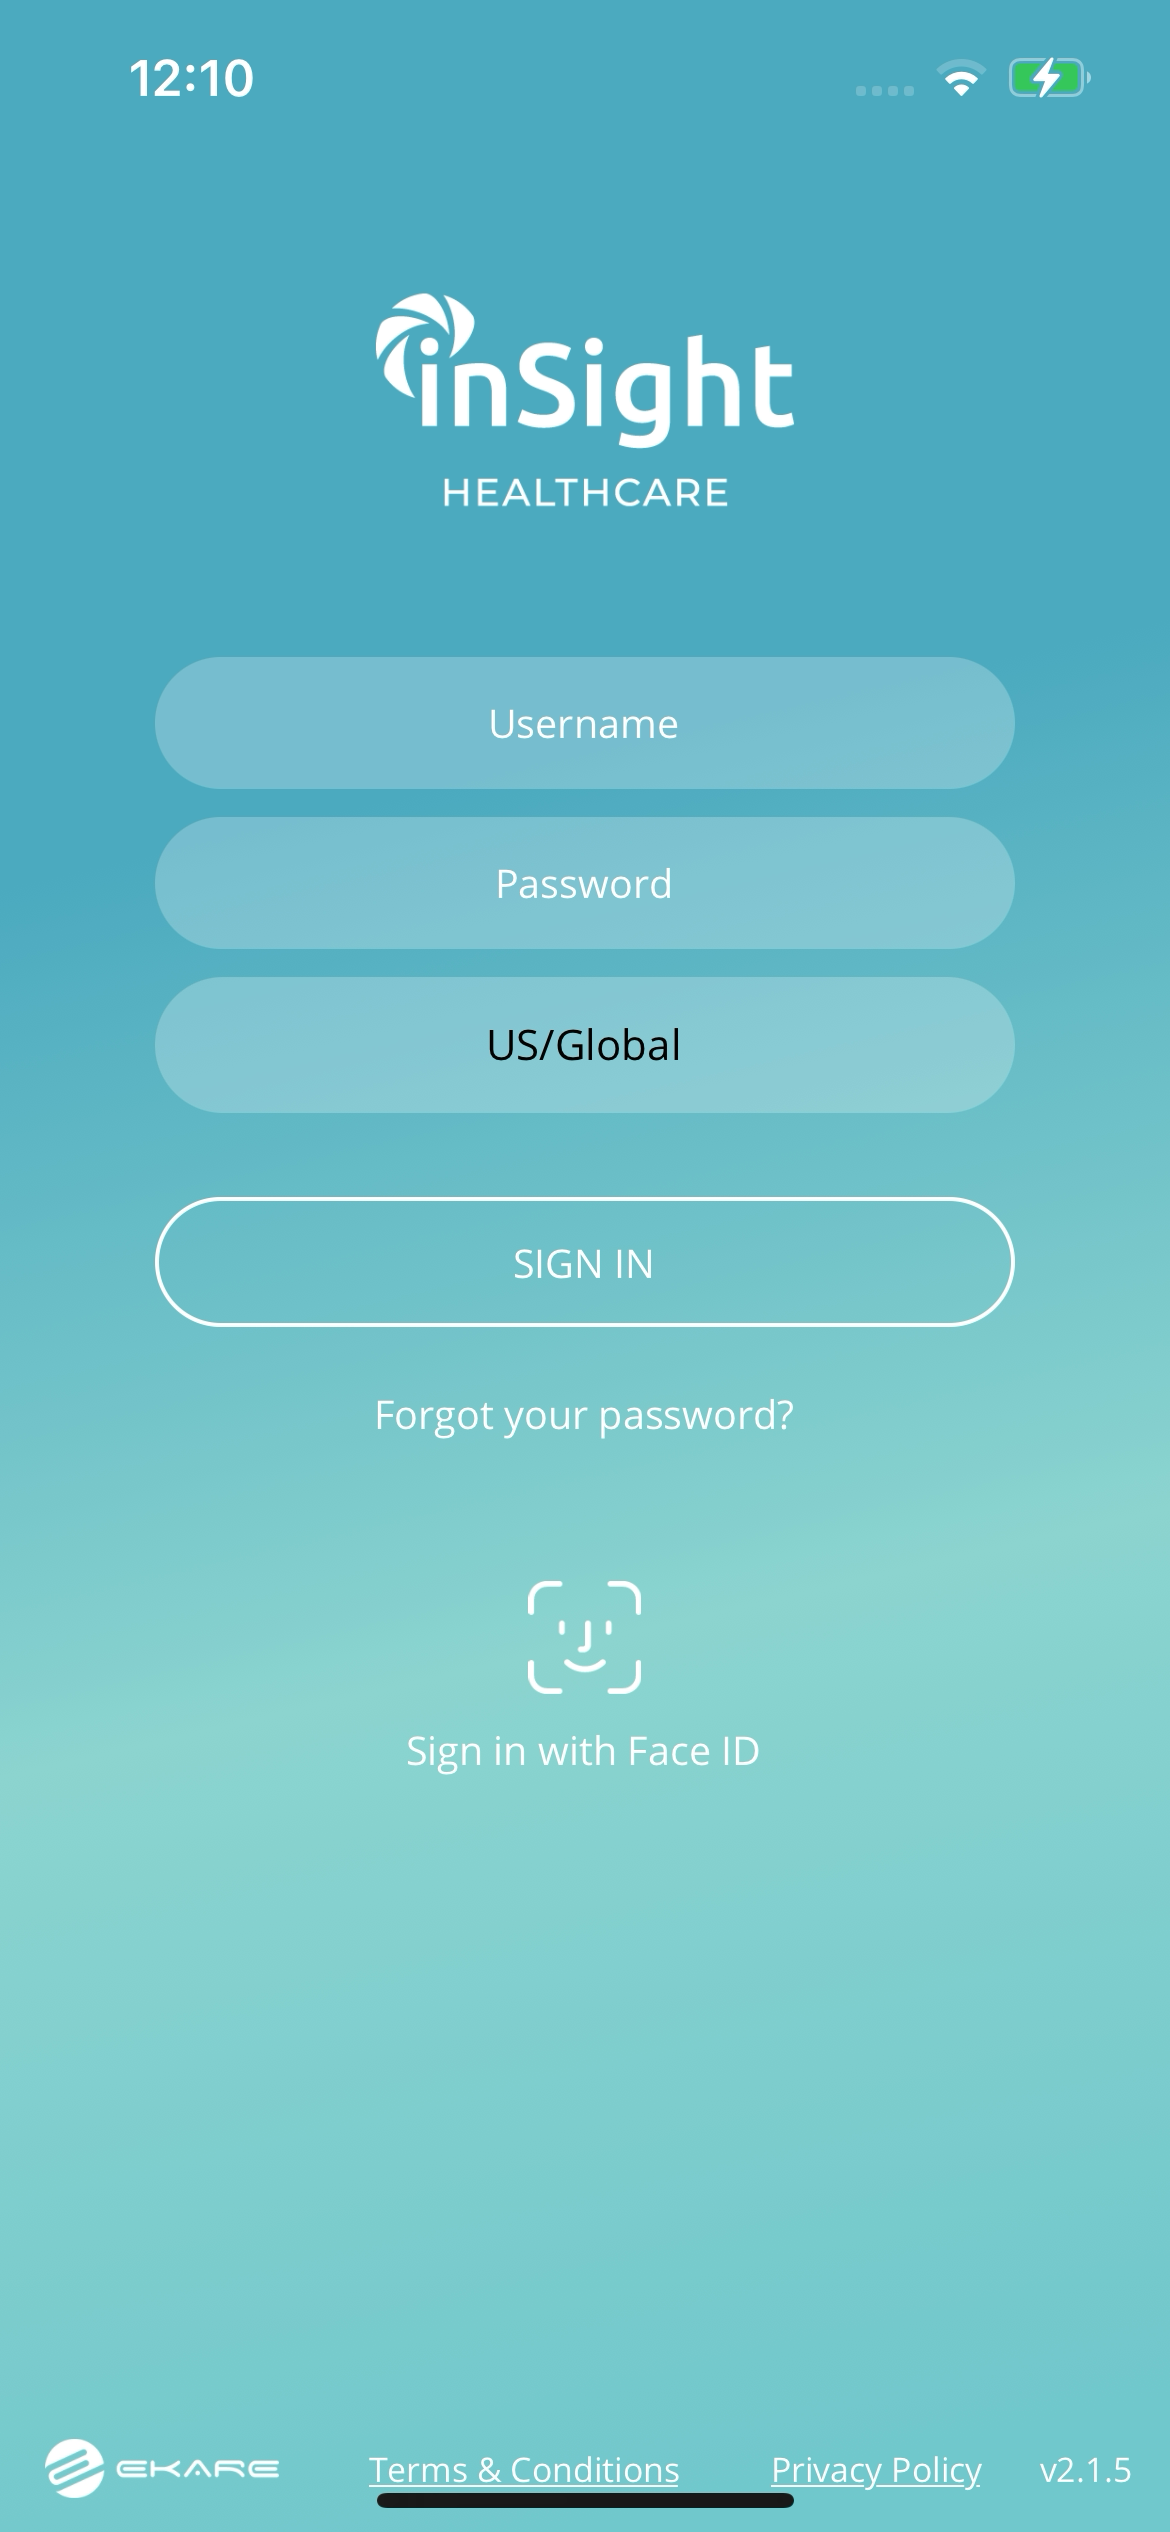 12:10
inSight
HEALTHCARE
Username
Password
US/Global
SIGN IN
Forgot your password?
Sign in with Face ID
EKARE Terms & Conditions Privacy Policy v2.1.5